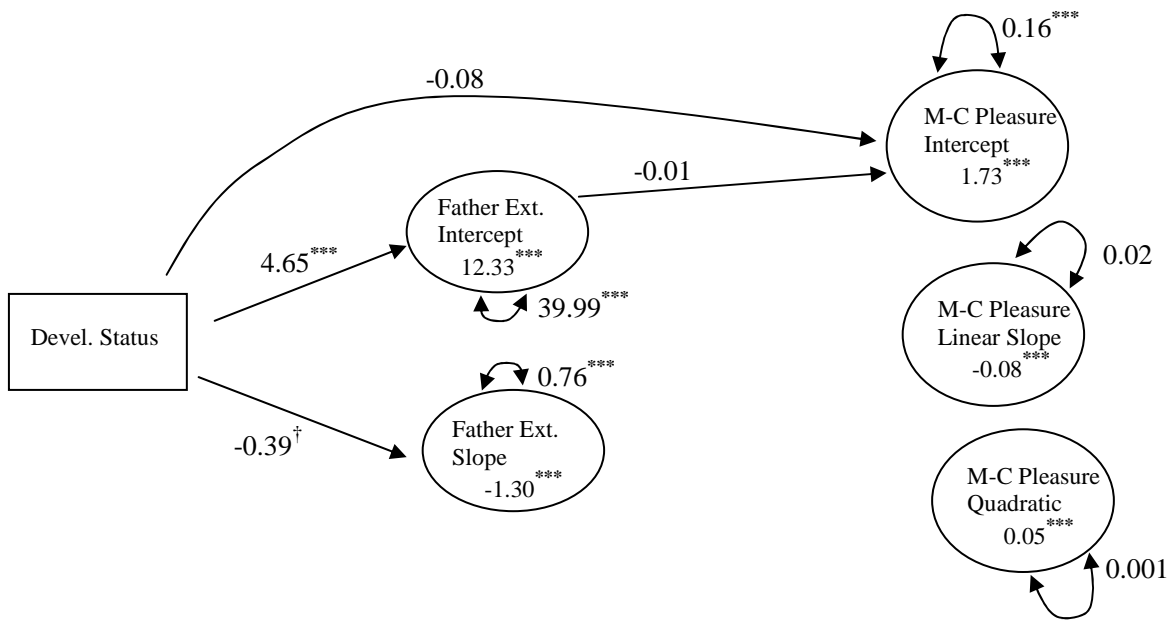 0.16***
-0.08
M-C Pleasure
Intercept
1.73***
-0.01
Father Ext.
Intercept
12.33***
4.65***
39.99***
0.02
M-C Pleasure
Linear Slope
-0.08***
Devel. Status
0.76***
Father Ext.
Slope
-1.30***
-0.39†
M-C Pleasure
Quadratic
0.05***
0.001